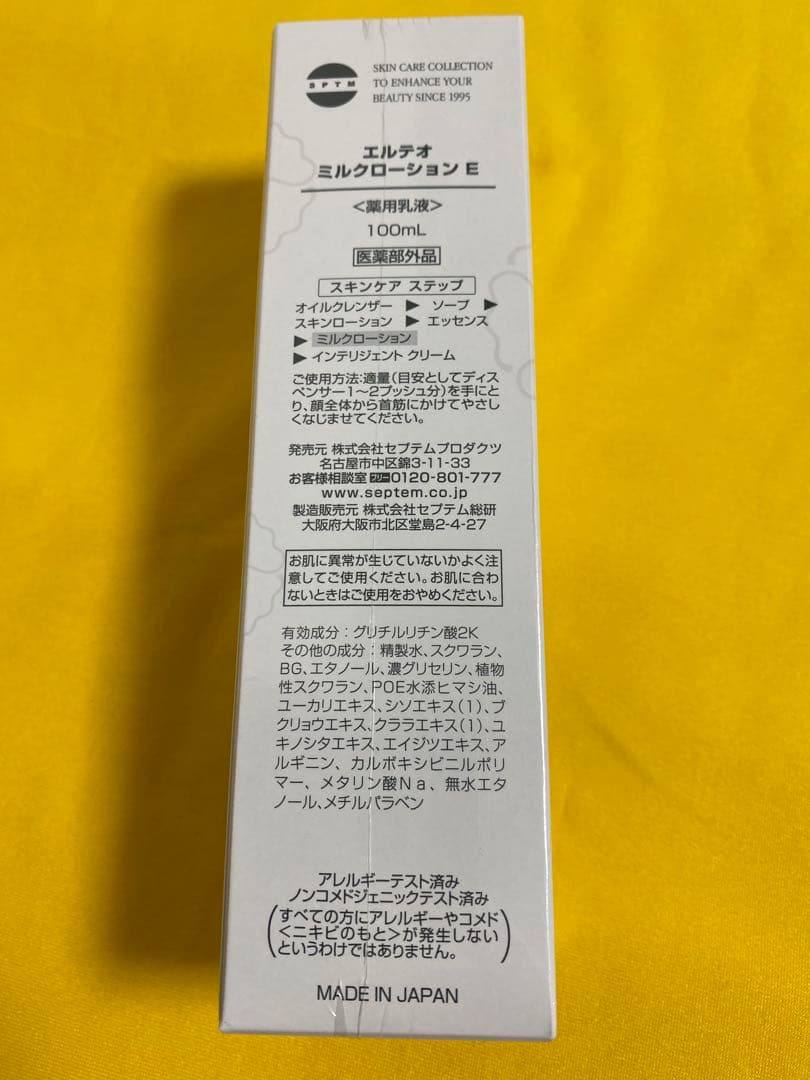 SPTM
SKIN CARE COLLECTION
TO ENHANCE YOUR
BEAUTY SINCE 1995
エルテオ
ミルクローション E
<薬用乳液>
100mL
医薬部外品
スキンケア ステップ
オイルクレンザー ▶ ソープ ▶
スキンローション ▶ エッセンス
▶ ミルクローション
▶ インテリジェント クリーム
ご使用方法:適量(目安としてディス
ペンサー1~2プッシュ分)を手にと
り、顔全体から首筋にかけてやさし
くなじませてください。
発売元 株式会社セプテムプロダクツ
名古屋市中区錦3-11-33
お客様相談室 フリー0120-801-777
www.septem.co.jp
製造販売元 株式会社セプテム総研
大阪府大阪市北区堂島2-4-27
お肌に異常が生じていないかよく注
意してご使用ください。お肌に合わ
ないときはご使用をおやめください。
有効成分:グリチルリチン酸2K
その他の成分:精製水、スクワラン、
BG、エタノール、濃グリセリン、植物
性スクワラン、POE水添ヒマシ油、
ユーカリエキス、シソエキス(1)、ブ
クリョウエキス、クララエキス(1)、ユ
キノシタエキス、エイジツエキス、ア
ルギニン、カルボキシビニルポリ
マー、メタリン酸Na、無水エタ
ノール、メチルパラベン
アレルギーテスト済み
ノンコメドジェニックテスト済み
(すべての方にアレルギーやコメド
<ニキビのもと>が発生しない
というわけではありません。)
MADE IN JAPAN